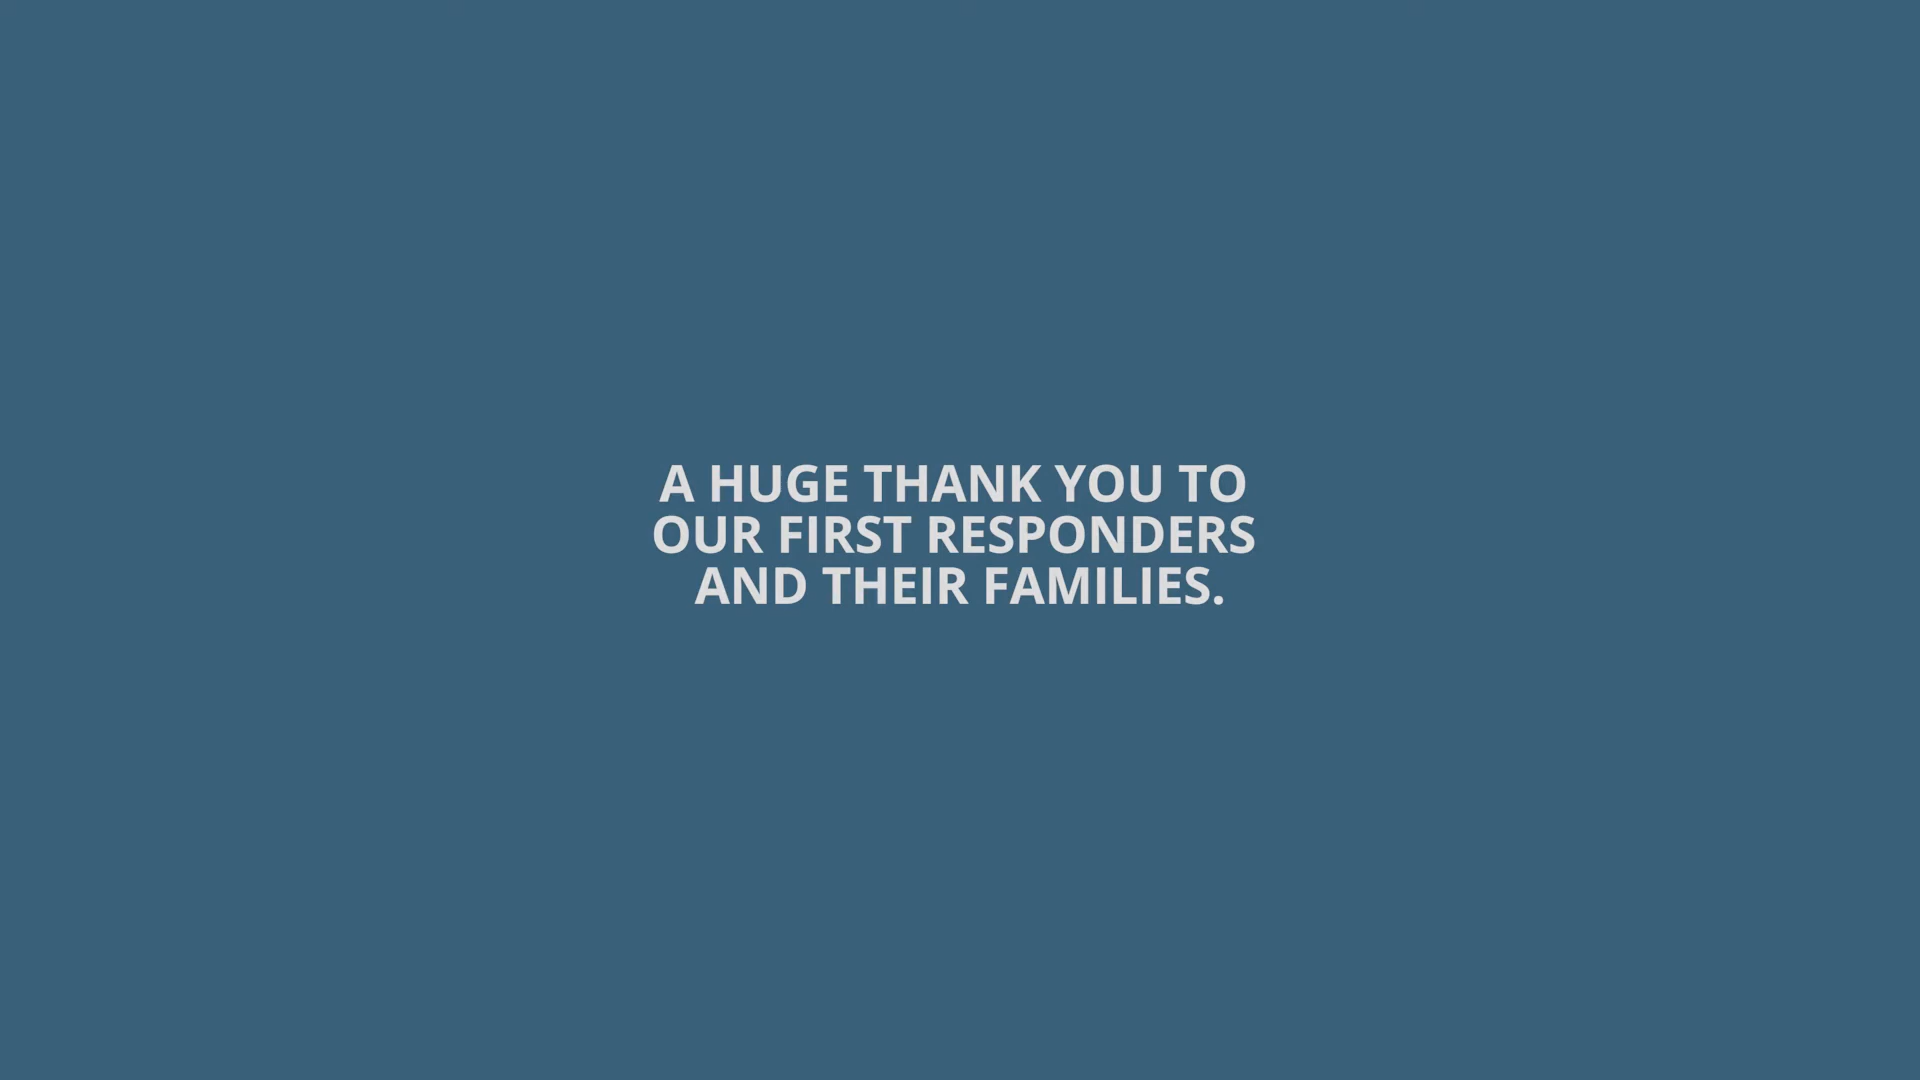 A HUGE THANK YOU TO
OUR FIRST RESPONDERS
AND THEIR FAMILIES.